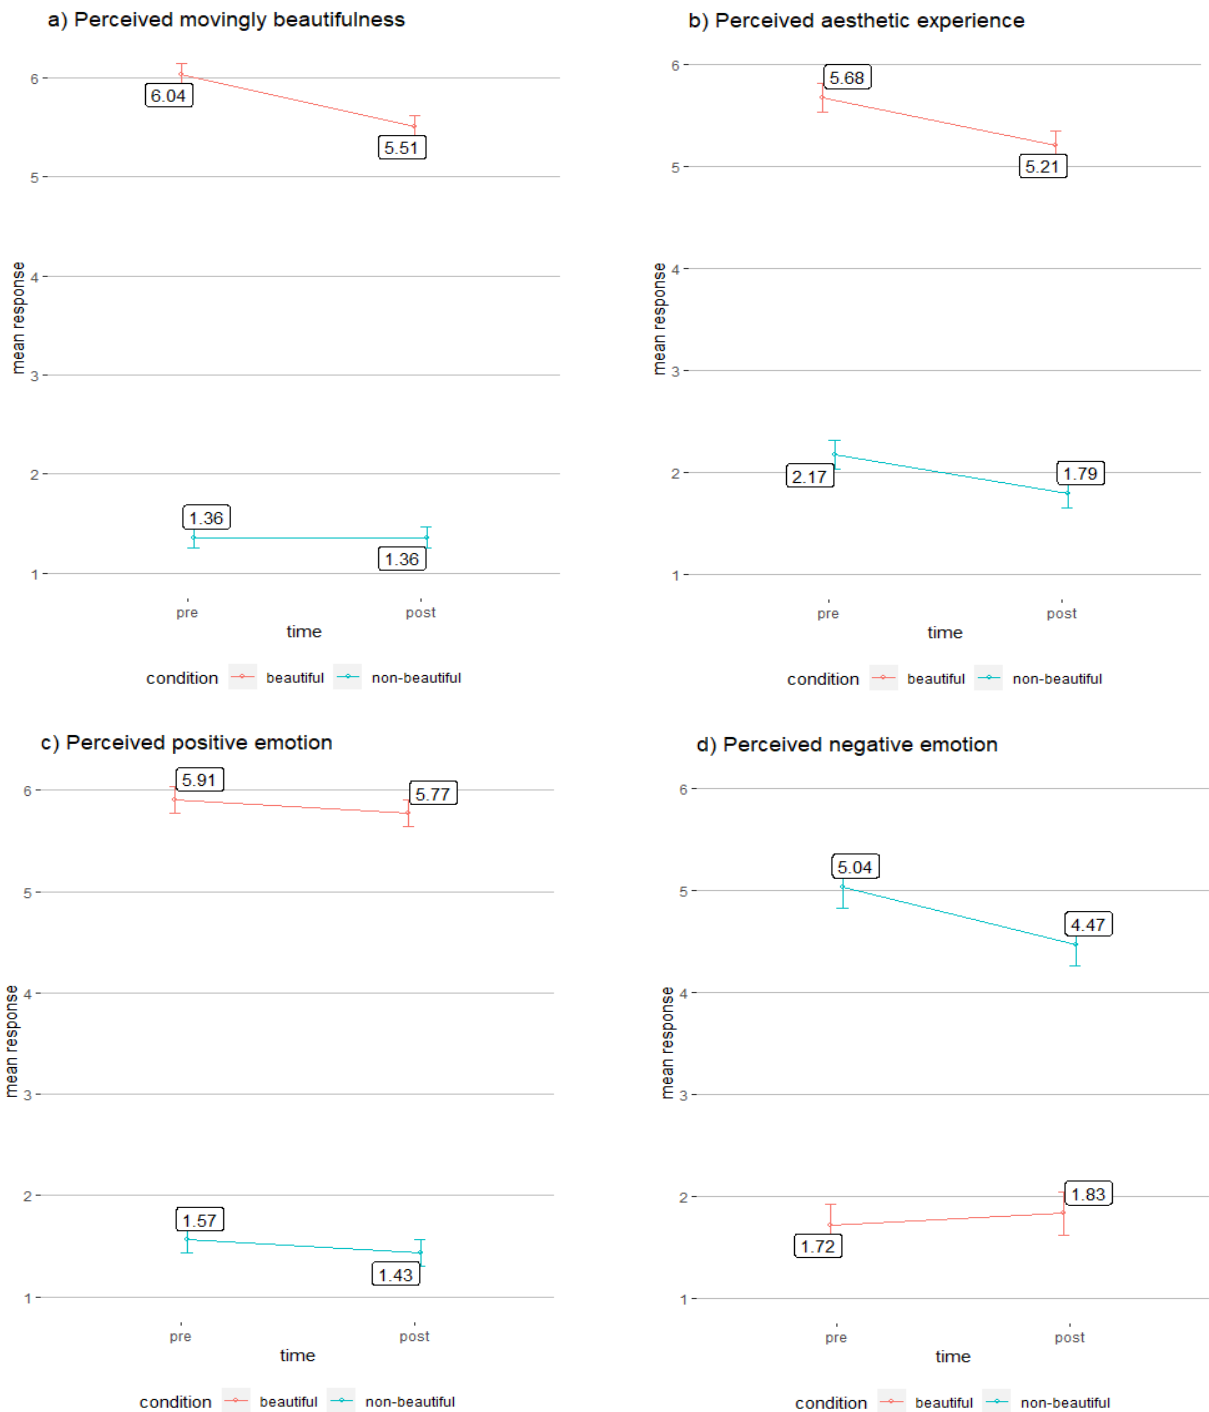 a) Perceived movingly beautifulness
6
5
4
3
2
1
mean response
6.04
5.51
1.36
1.36
pre
post
time
condition beautiful non-beautiful
b) Perceived aesthetic experience
6
5
4
3
2
1
mean response
5.68
5.21
2.17
1.79
pre
post
time
condition beautiful non-beautiful
c) Perceived positive emotion
6
5
4
3
2
1
mean response
5.91
5.77
1.57
1.43
pre
post
time
condition beautiful non-beautiful
d) Perceived negative emotion
6
5
4
3
2
1
mean response
5.04
4.47
1.72
1.83
pre
post
time
condition beautiful non-beautiful